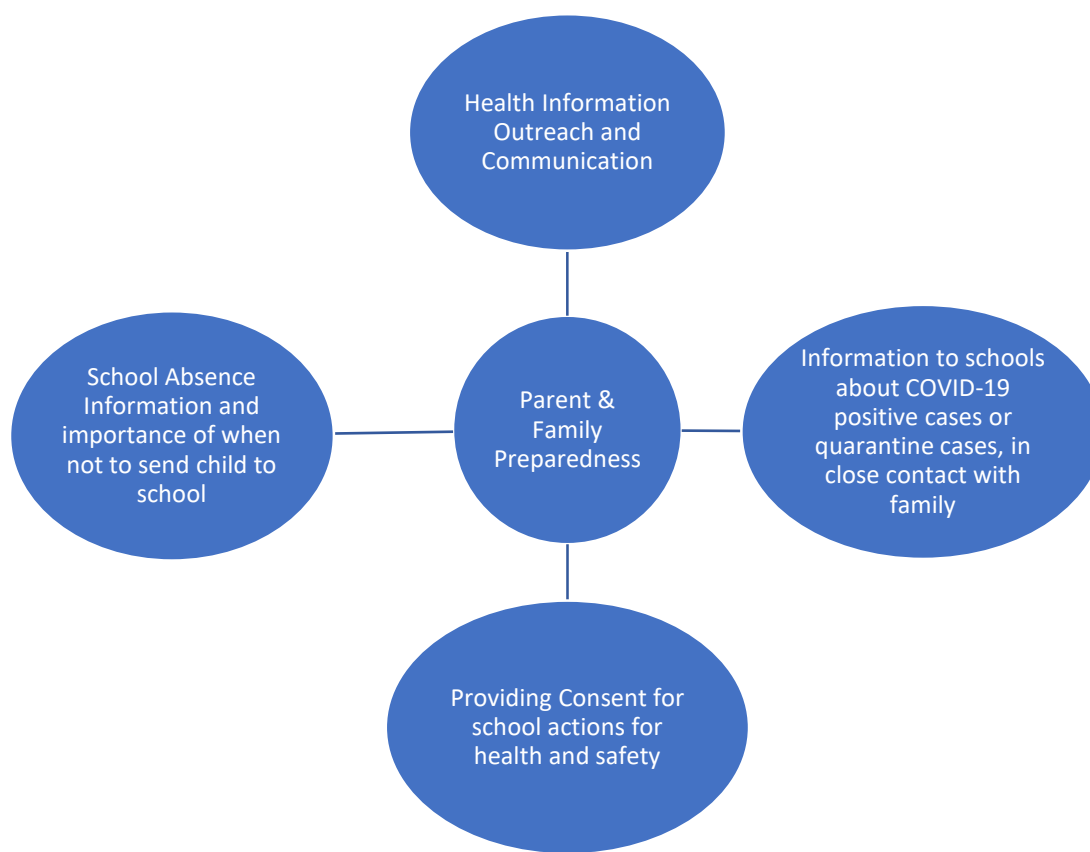 Health Information
Outreach and
Communication
School Absence
Information and
importance of when
not to send child to
school
Parent &
Family
Preparedness
Information to schools
about COVID-19
positive cases or
quarantine cases, in
close contact with
family
Providing Consent for
school actions for
health and safety